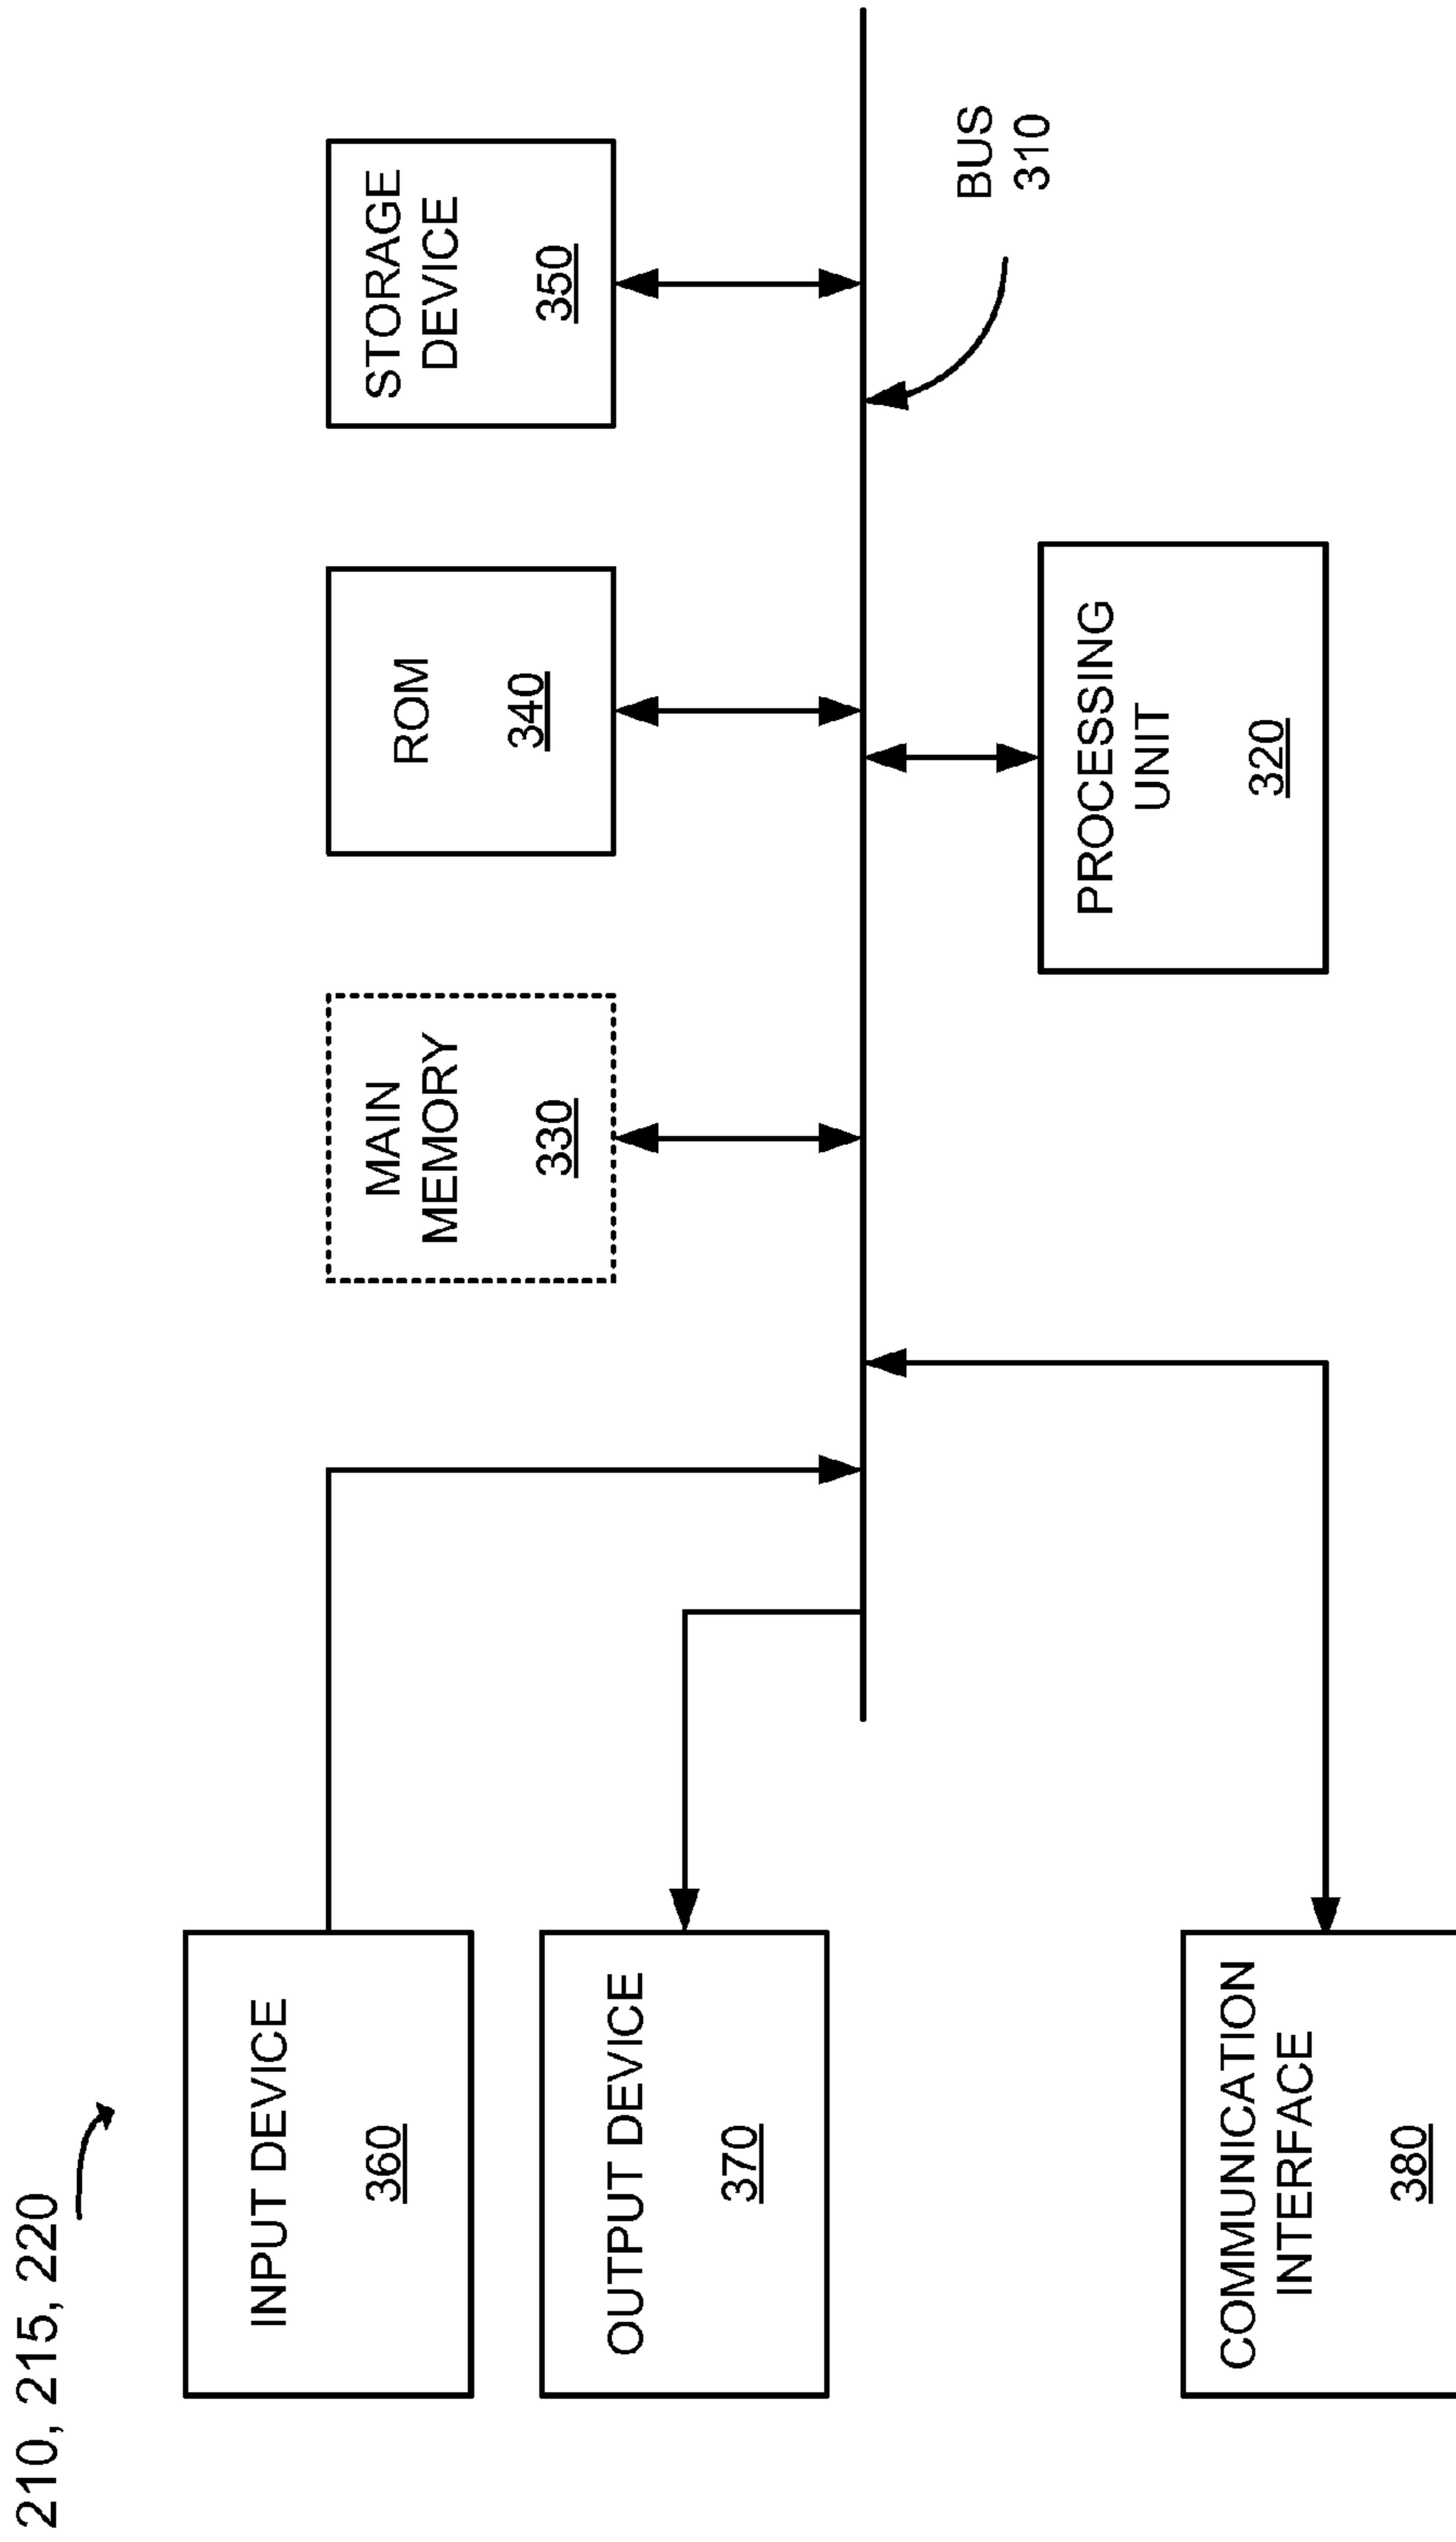 210, 215, 220
INPUT DEVICE
360
OUTPUT DEVICE
370
COMMUNICATION
INTERFACE
380
MAIN
MEMORY
330
ROM
340
STORAGE
DEVICE
350
PROCESSING
UNIT
320
BUS
310